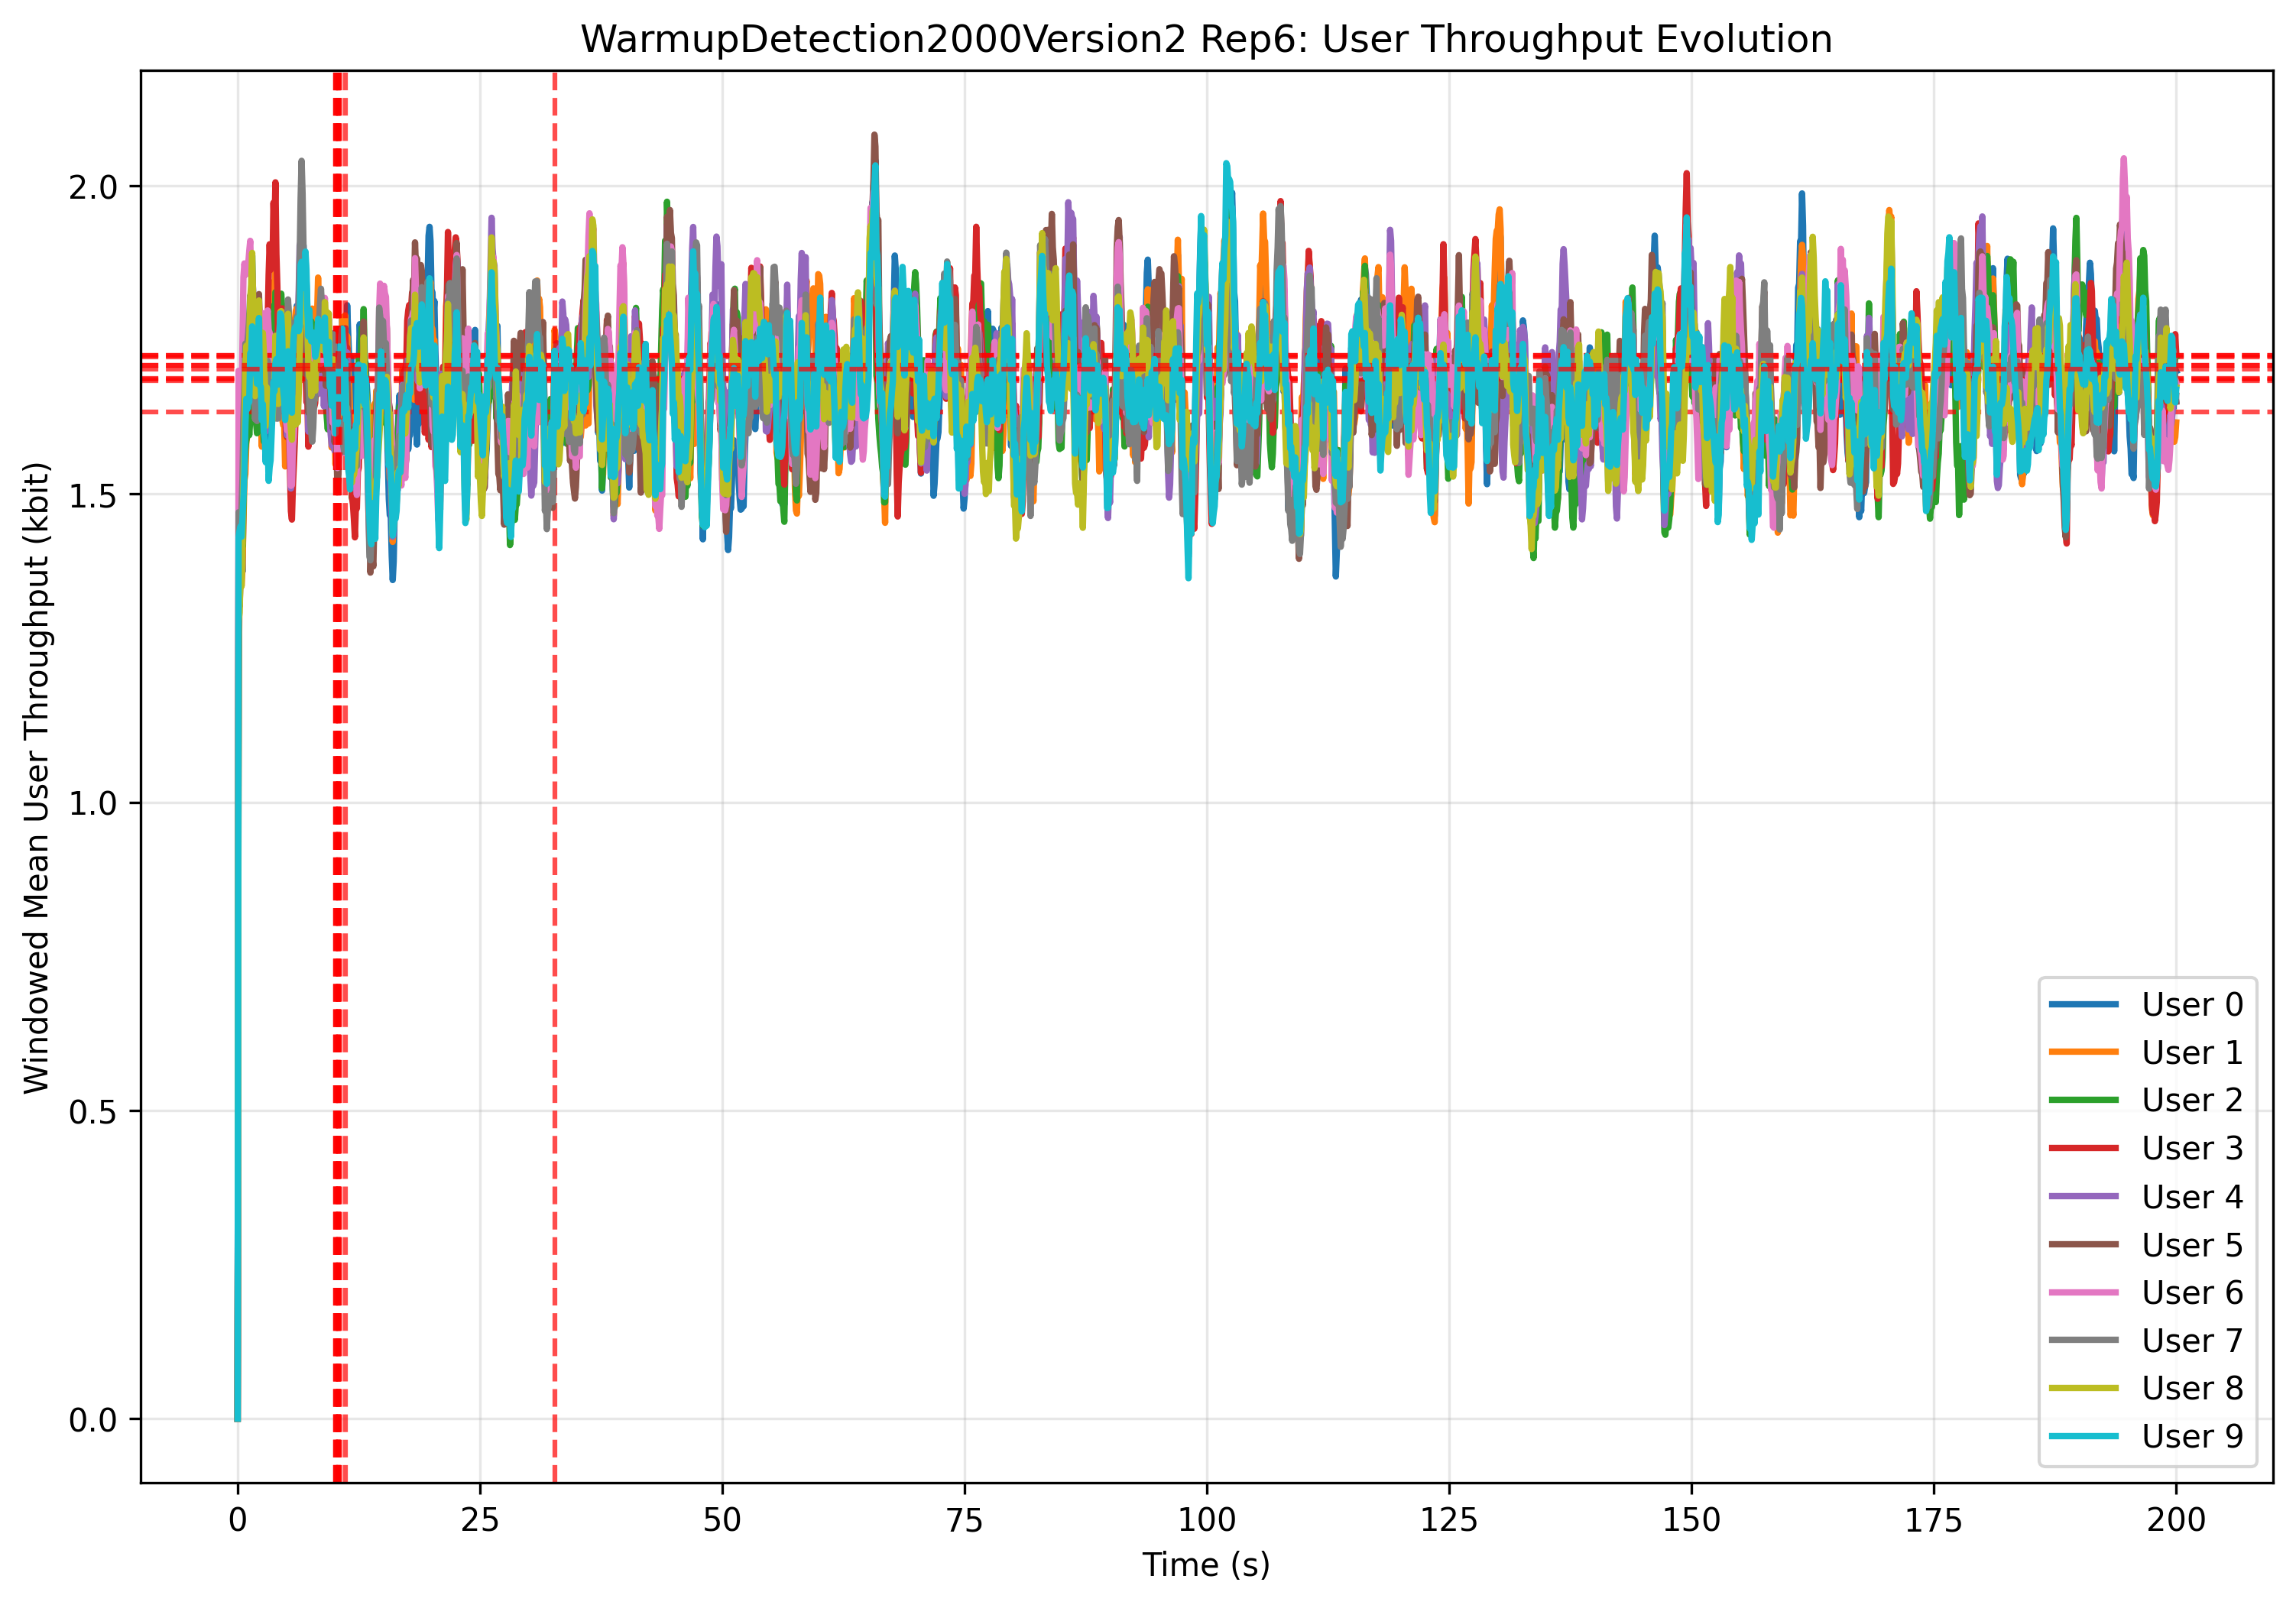 WarmupDetection2000Version2 Rep6: User Throughput Evolution
Windowed Mean User Throughput (kbit)
2.0
1.5
1.0
0.5
0.0
User 0
User 1
User 2
User 3
User 4
User 5
User 6
User 7
User 8
User 9
0 25 50 75 100 125 150 175 200
Time (s)